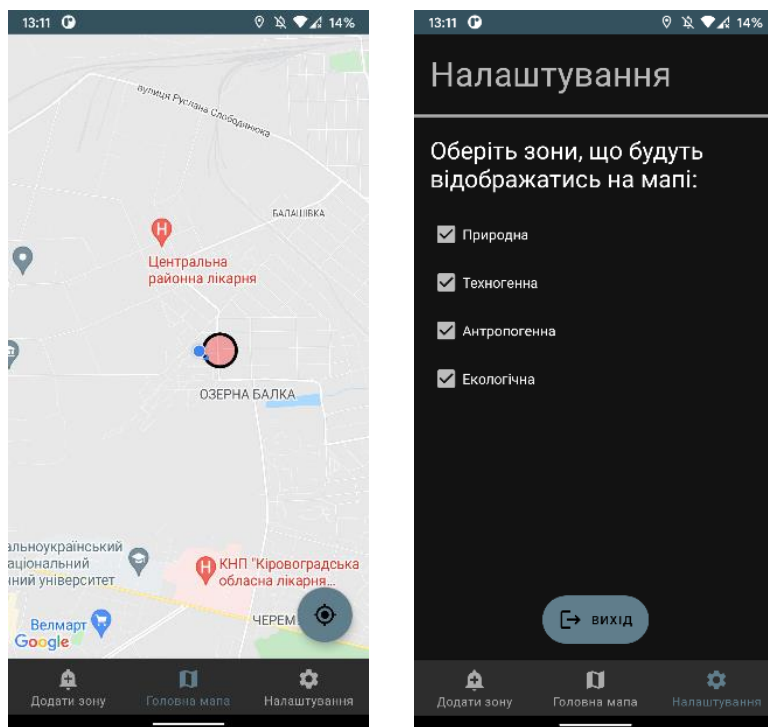 13:11
14%
вулиця Руслана Слободянюка
БАЛАШІВКА
Центральна
районна лікарня
ОЗЕРНА БАЛКА
альноукраїнський
аціональний
чний університет
КНП "Кіровоградська
обласна лікарня...
Велмарт
ЧЕРЕМ
Google
Додати зону
Головна мапа
Налаштування
13:11
14%
Налаштування
Оберіть зони, що будуть
відображатись на мапі:
Природна
Техногенна
Антропогенна
Екологічна
вихід
Додати зону
Головна мапа
Налаштування